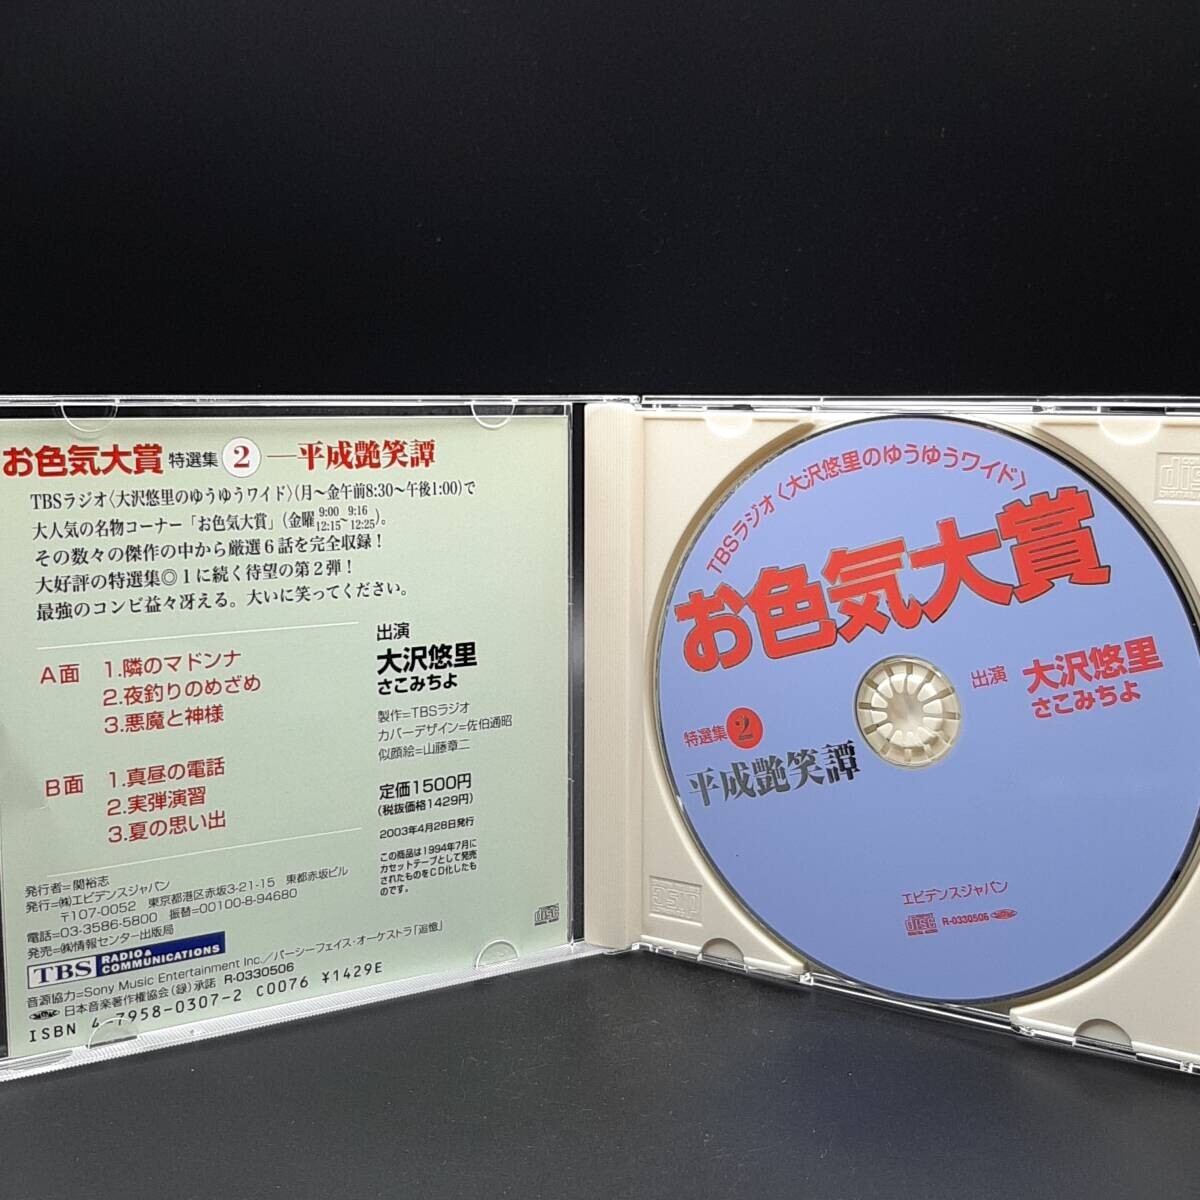 お色気大賞 特選集 2 ―平成艶笑譚
TBSラジオ〈大沢悠里のゆうゆうワイド〉(月〜金午前8:30〜午後1:00)で
大人気の名物コーナー「お色気大賞」(金曜9:00〜9:16 12:15〜12:25)。
その数々の傑作の中から厳選6話を完全収録!
大好評の特選集◎1に続く待望の第2弾!
最強のコンビ益々冴える。大いに笑ってください。
A面 1.隣のマドンナ
2.夜釣りのめざめ
3.悪魔と神様
B面 1.真昼の電話
2.実弾演習
3.夏の思い出
出演
大沢悠里
さこみちよ
製作=TBSラジオ
カバーデザイン=佐伯通昭
似顔絵=山藤章二
定価1500円
(税抜価格1429円)
2003年4月28日発行
この商品は1994年7月に
カセットテープとして発売
されたものをCD化したも
のです。
発行者=関裕志
発行=㈱エビデンスジャパン
〒107-0052 東京都港区赤坂3-21-15 東都赤坂ビル
電話=03-3586-5800 振替=00100-8-94680
発売=㈱情報センター出版局
TBS RADIO & COMMUNICATIONS
音源協力=Sony Music Entertainment Inc./パーシーフェイス・オーケストラ「追憶」
日本音楽著作権協会(録)承諾 R-0330506
ISBN 4-7958-0307-2 C0076 ¥1429E
TBSラジオ〈大沢悠里のゆうゆうワイド〉
お色気大賞
出演 大沢悠里
さこみちよ
特選集 2
平成艶笑譚
エビデンスジャパン
R-0330506